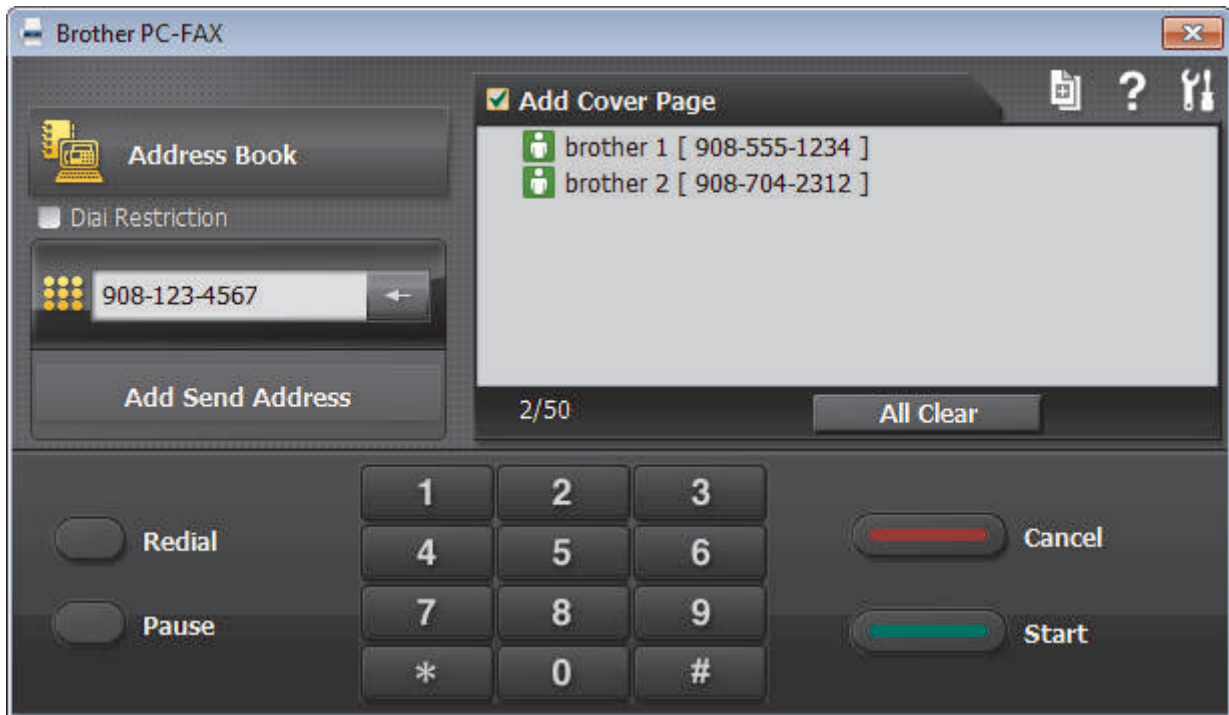 Brother PC-FAX
Address Book
Dial Restriction
908-123-4567
Add Send Address
Add Cover Page
?
brother 1 [ 908-555-1234 ]
brother 2 [ 908-704-2312 ]
2/50
All Clear
Redial
Pause
1 2 3
4 5 6
7 8 9
* 0 #
Cancel
Start